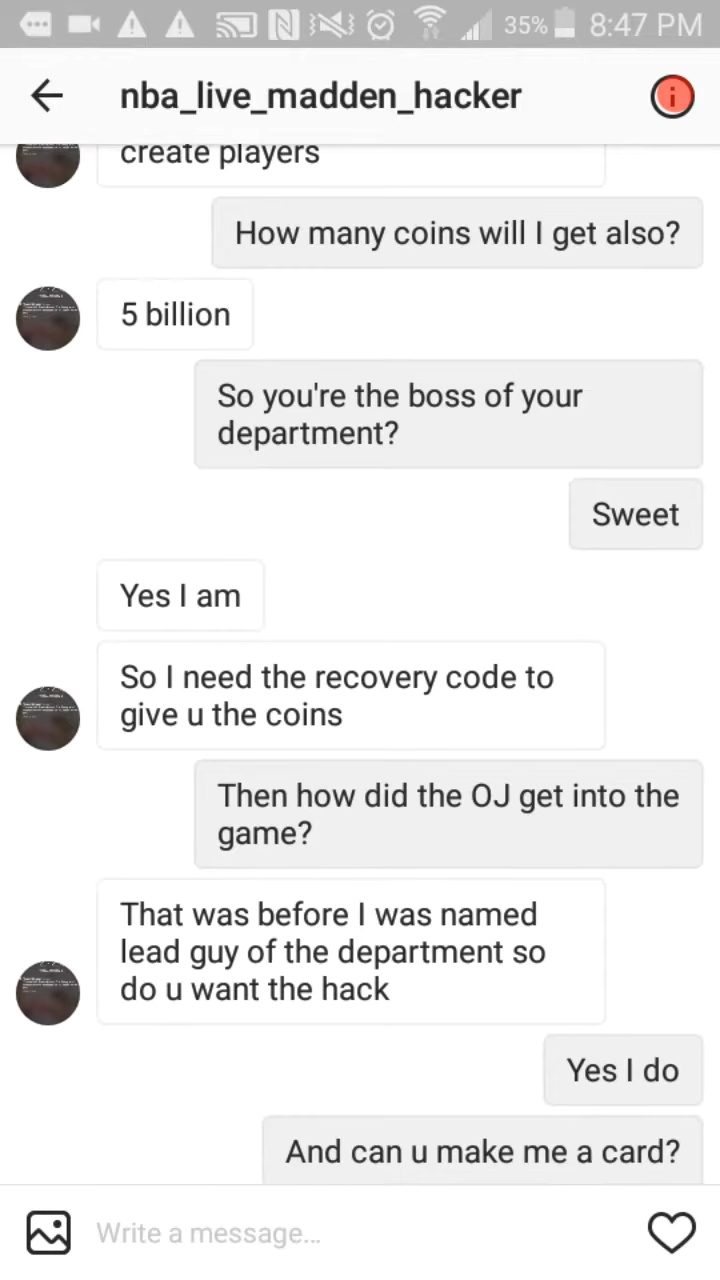 35% 8:47 PM
nba_live_madden_hacker
create players
How many coins will I get also?
5 billion
So you're the boss of your
department?
Sweet
Yes I am
So I need the recovery code to
give u the coins
Then how did the OJ get into the
game?
That was before I was named
lead guy of the department so
do u want the hack
Yes I do
And can u make me a card?
Write a message...